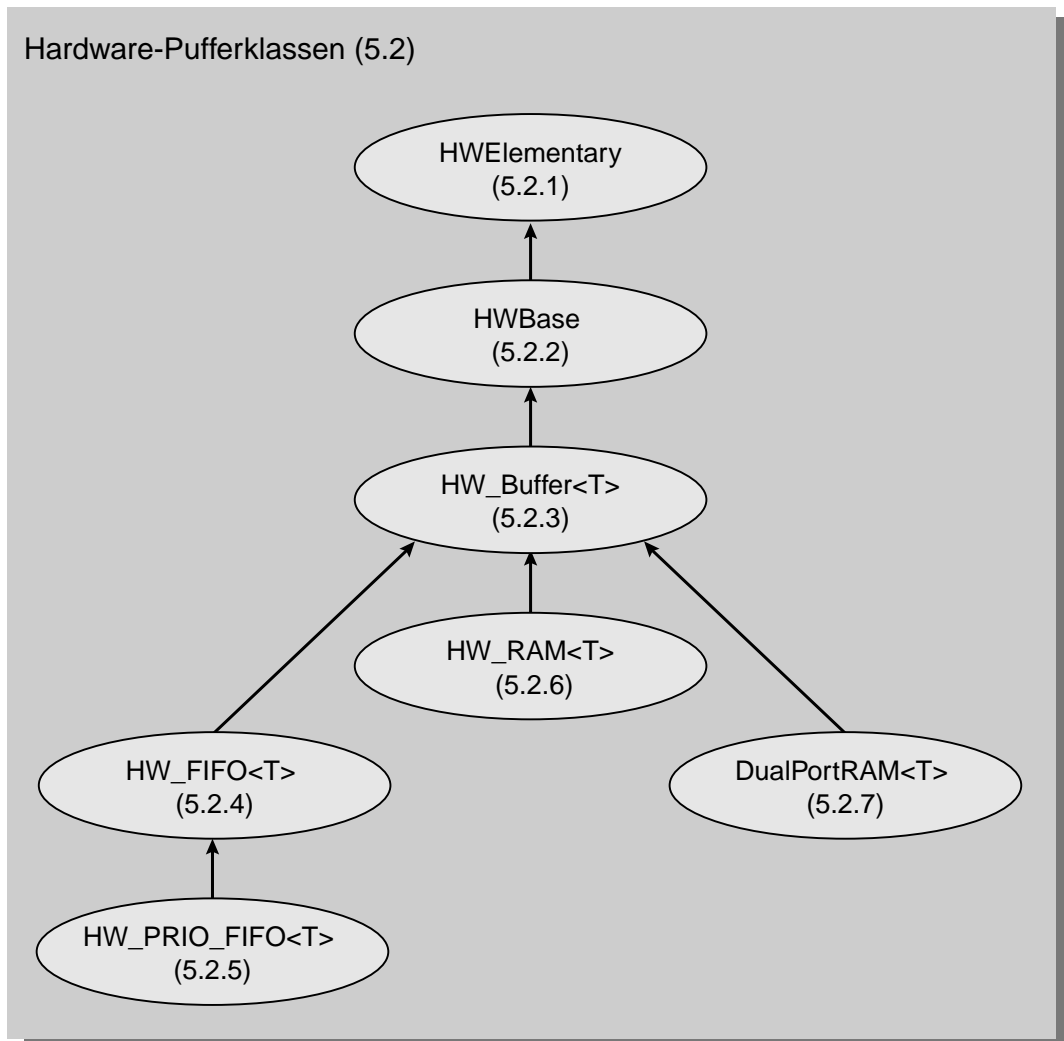 Hardware-Pufferklassen (5.2)
HWElementary
(5.2.1)
HWBase
(5.2.2)
HW_Buffer<T>
(5.2.3)
HW_RAM<T>
(5.2.6)
HW_FIFO<T>
(5.2.4)
DualPortRAM<T>
(5.2.7)
HW_PRIO_FIFO<T>
(5.2.5)